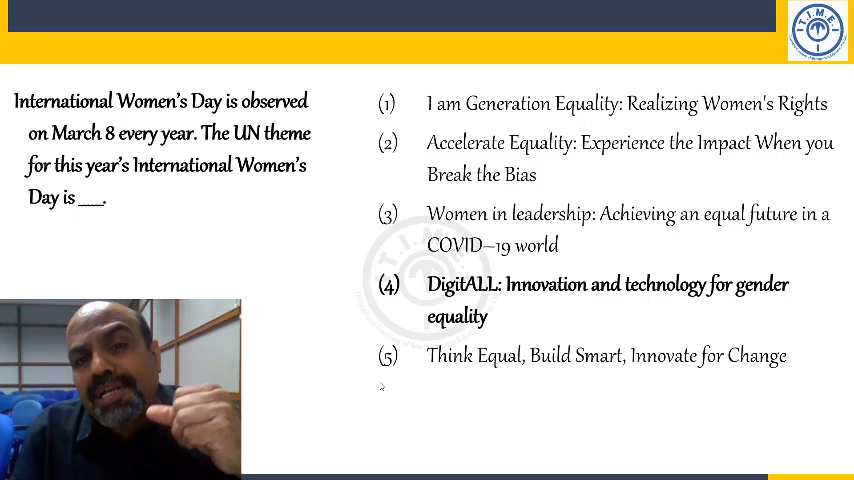 T.I.M.E.
International Women's Day is observed
on March 8 every year. The UN theme
for this year's International Women's
Day is ___.
(1) I am Generation Equality: Realizing Women's Rights
(2) Accelerate Equality: Experience the Impact When you
Break the Bias
(3) Women in leadership: Achieving an equal future in a
COVID–19 world
(4) DigitALL: Innovation and technology for gender
equality
(5) Think Equal, Build Smart, Innovate for Change
T.I.M.E.